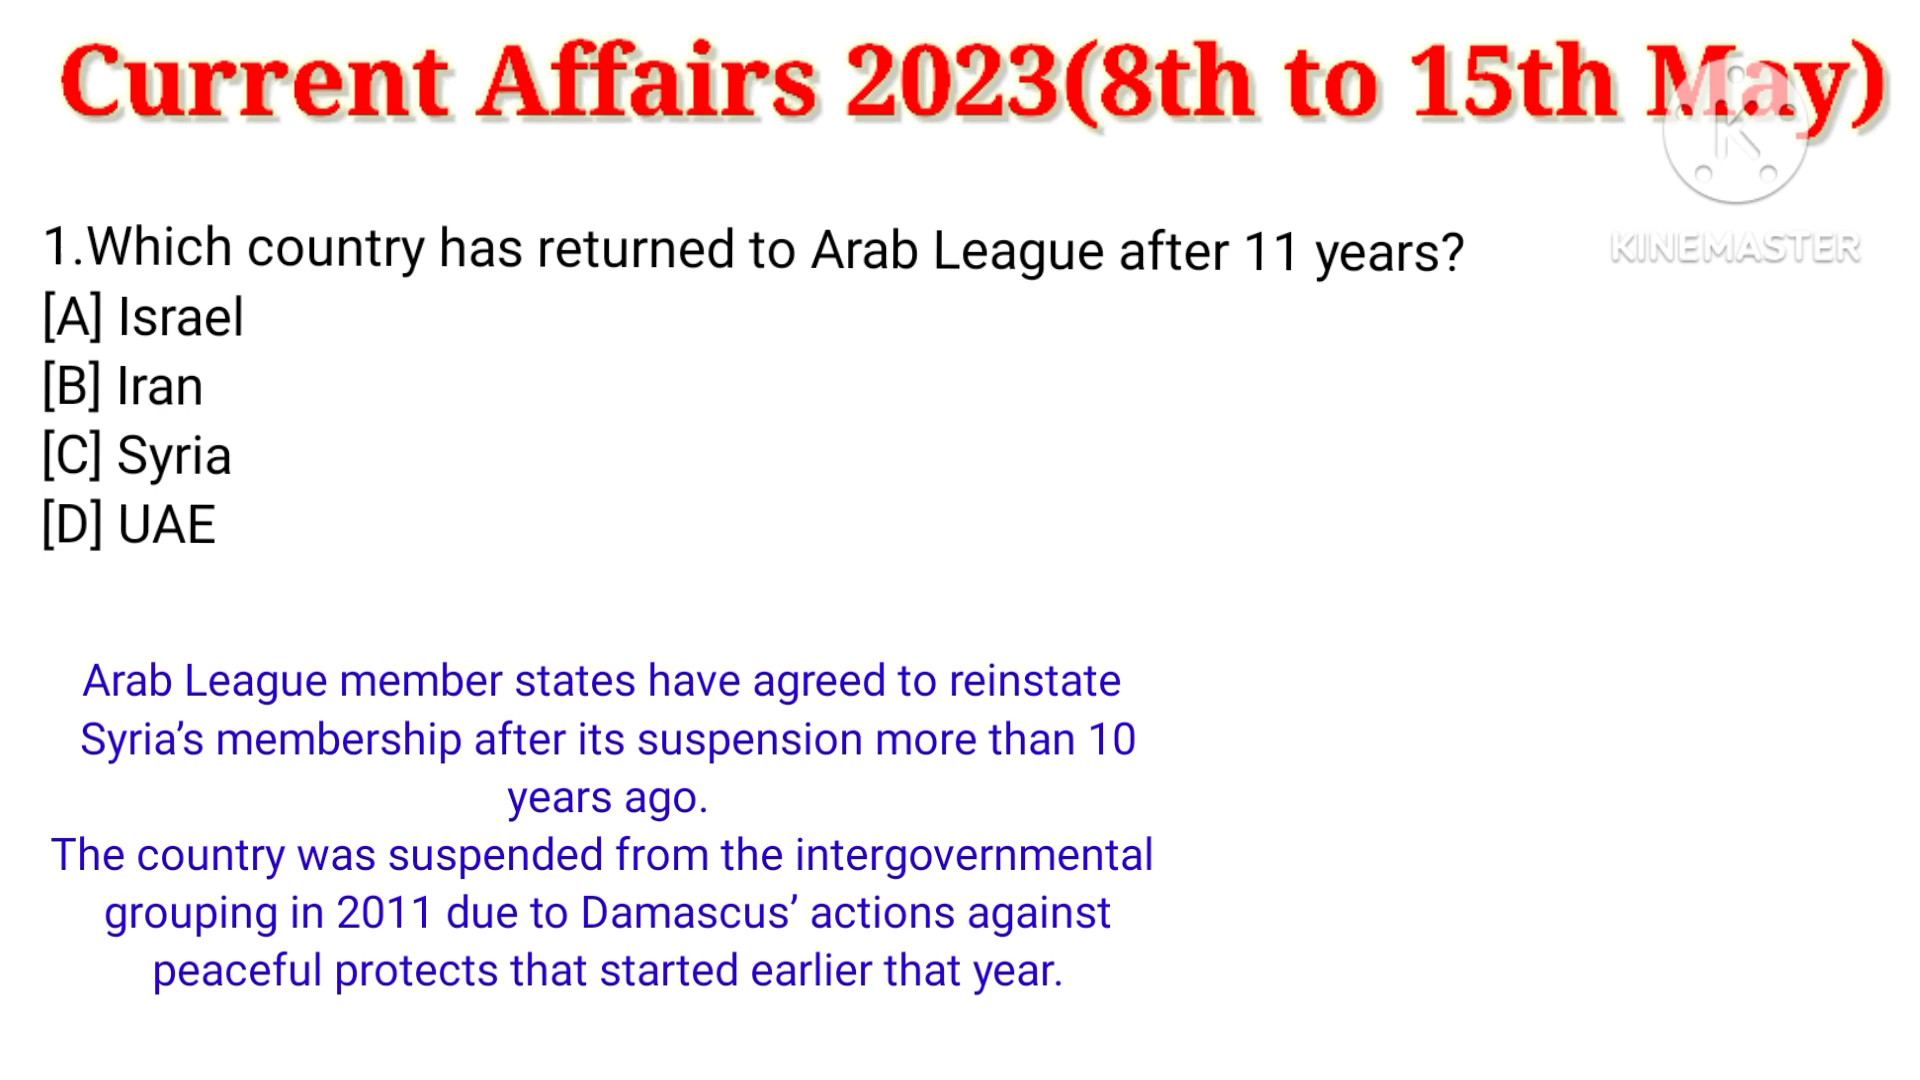 Current Affairs 2023(8th to 15th May)
KINEMASTER
1.Which country has returned to Arab League after 11 years?
[A] Israel
[B] Iran
[C] Syria
[D] UAE
Arab League member states have agreed to reinstate
Syria’s membership after its suspension more than 10
years ago.
The country was suspended from the intergovernmental
grouping in 2011 due to Damascus’ actions against
peaceful protects that started earlier that year.